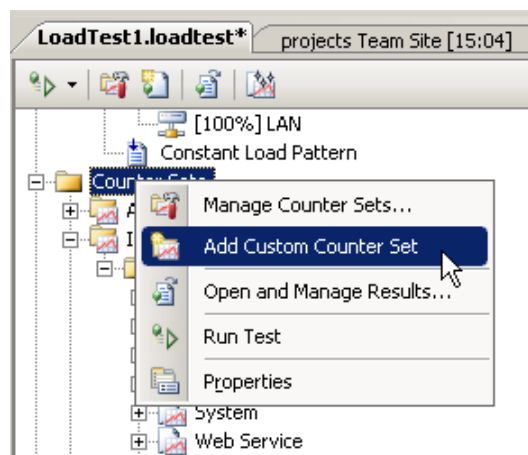 LoadTest1.loadtest*
projects Team Site [15:04]
[100%] LAN
Constant Load Pattern
Manage Counter Sets...
Add Custom Counter Set
Open and Manage Results...
Run Test
Properties
System
Web Service